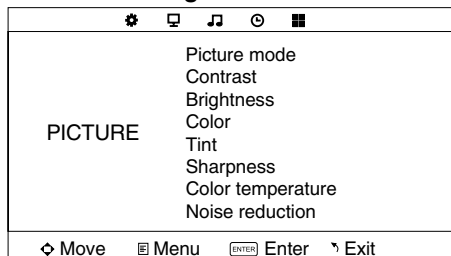 Picture mode
Contrast
Brightness
Color
PICTURE
Tint
Sharpness
Color temperature
Noise reduction
Move Menu ENTER Enter Exit